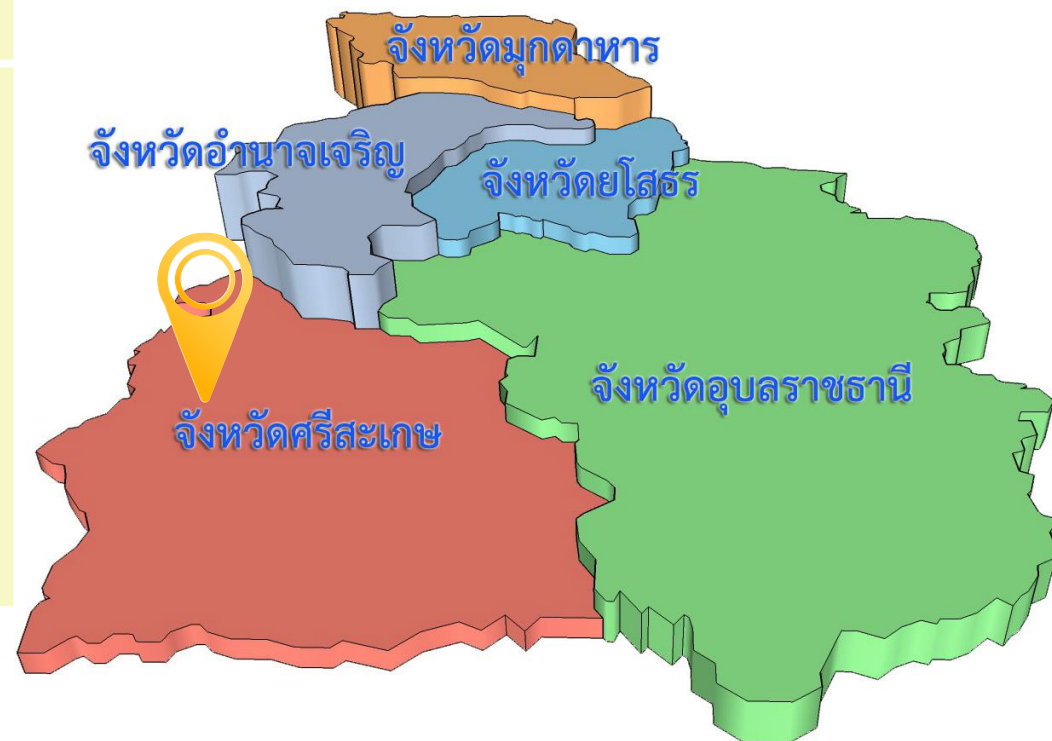 จังหวัดมุกดาหาร
จังหวัดอำนาจเจริญ
จังหวัดยโสธร
จังหวัดอุบลราชธานี
จังหวัดศรีสะเกษ